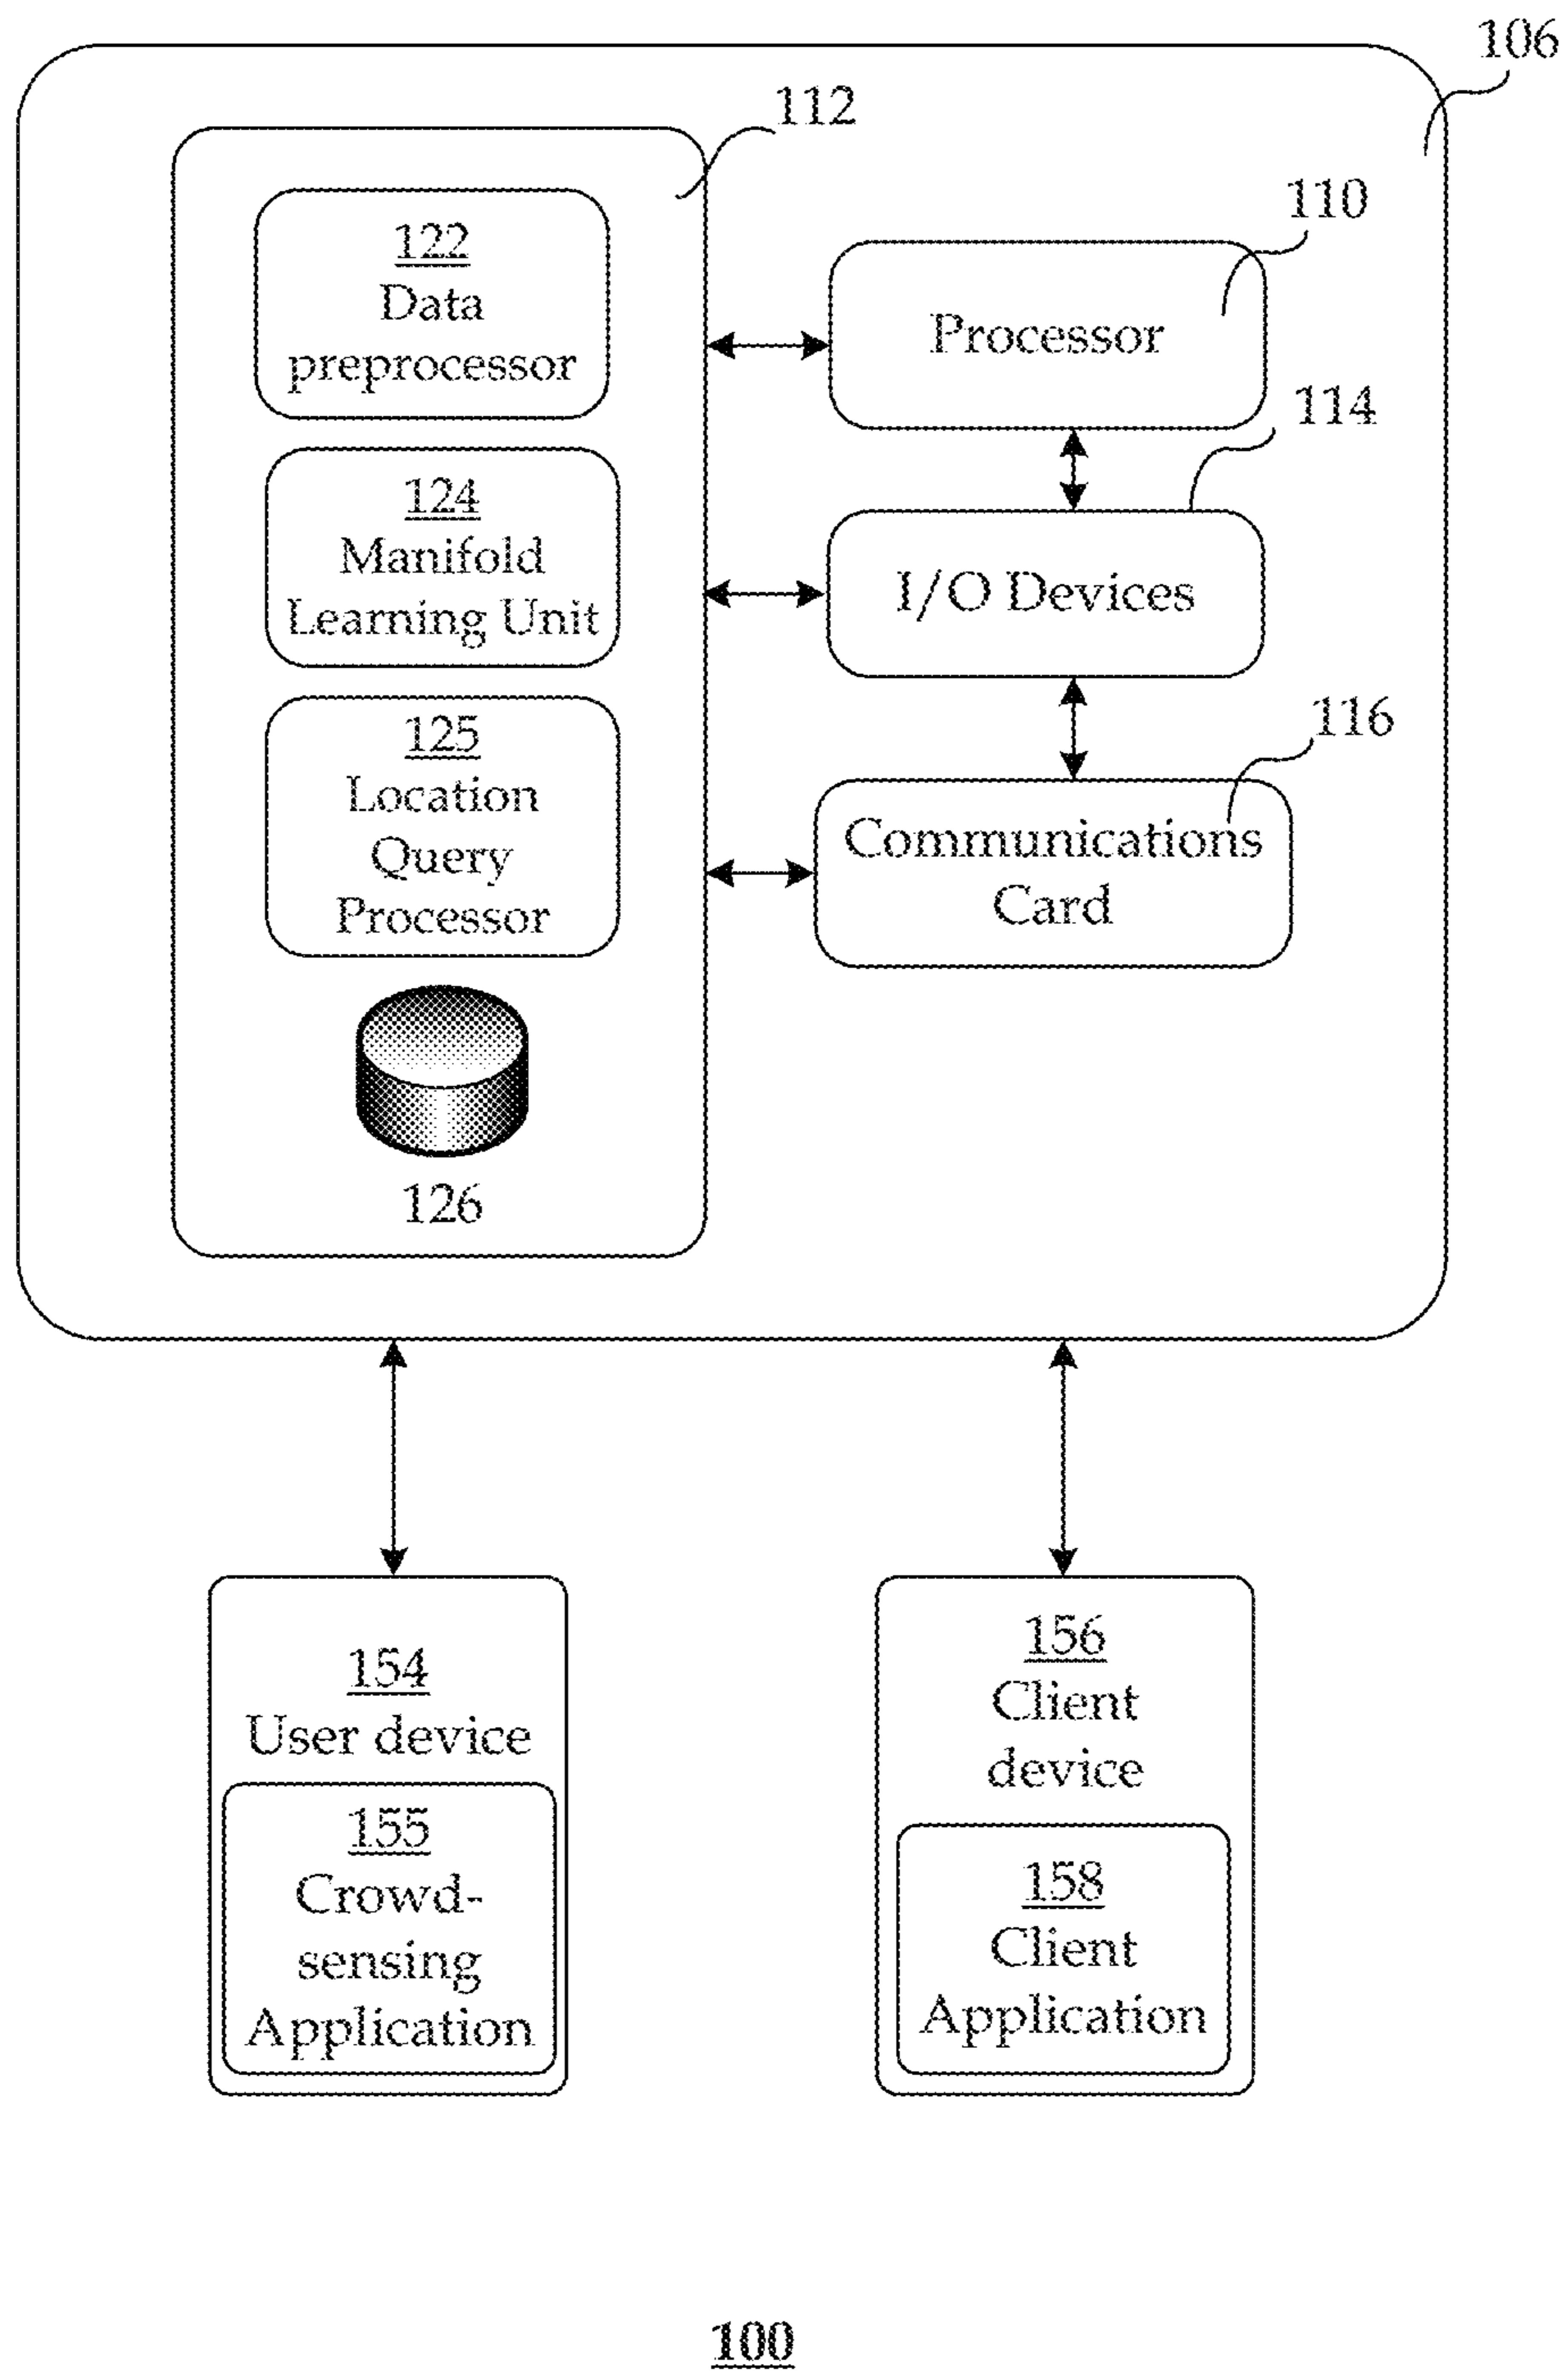 106
112
110
122
Data
preprocessor
Processor
114
124
Manifold
Learning Unit
I/O Devices
116
125
Location
Query
Processor
Communications
Card
126
154
User device
155
Crowd-
sensing
Application
156
Client
device
158
Client
Application
100